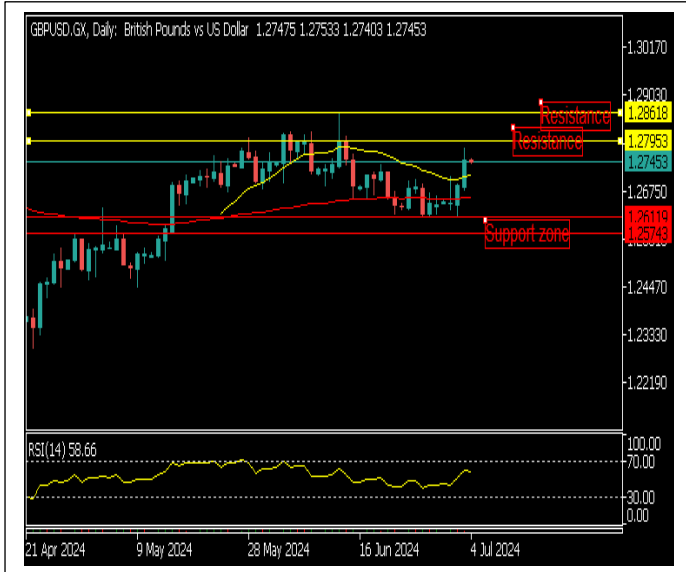 GBPUSD.GX, Daily: British Pounds vs US Dollar 1.27475 1.27533 1.27403 1.27453
1.30170
1.29030
Resistance
1.28618
Resistance
1.27953
1.27453
1.26750
1.26119
Support zone
1.25743
1.24470
1.23330
1.22190
RSI(14) 58.66
100.00
70.00
30.00
0.00
21 Apr 2024 9 May 2024 28 May 2024 16 Jun 2024 4 Jul 2024